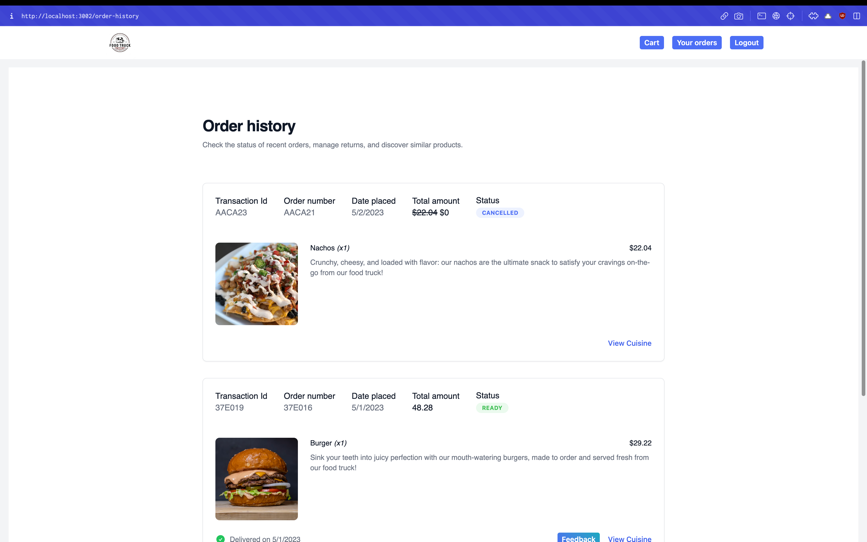 http://localhost:3002/order-history
FOOD TRUCK
Cart
Your orders
Logout
Order history
Check the status of recent orders, manage returns, and discover similar products.
Transaction Id Order number Date placed Total amount Status
AACA23 AACA21 5/2/2023 $22.04 $0 CANCELLED
Nachos (x1) $22.04
Crunchy, cheesy, and loaded with flavor: our nachos are the ultimate snack to satisfy your cravings on-the-
go from our food truck!
View Cuisine
Transaction Id Order number Date placed Total amount Status
37E019 37E016 5/1/2023 48.28 READY
Burger (x1) $29.22
Sink your teeth into juicy perfection with our mouth-watering burgers, made to order and served fresh from
our food truck!
Delivered on 5/1/2023 Feedback View Cuisine